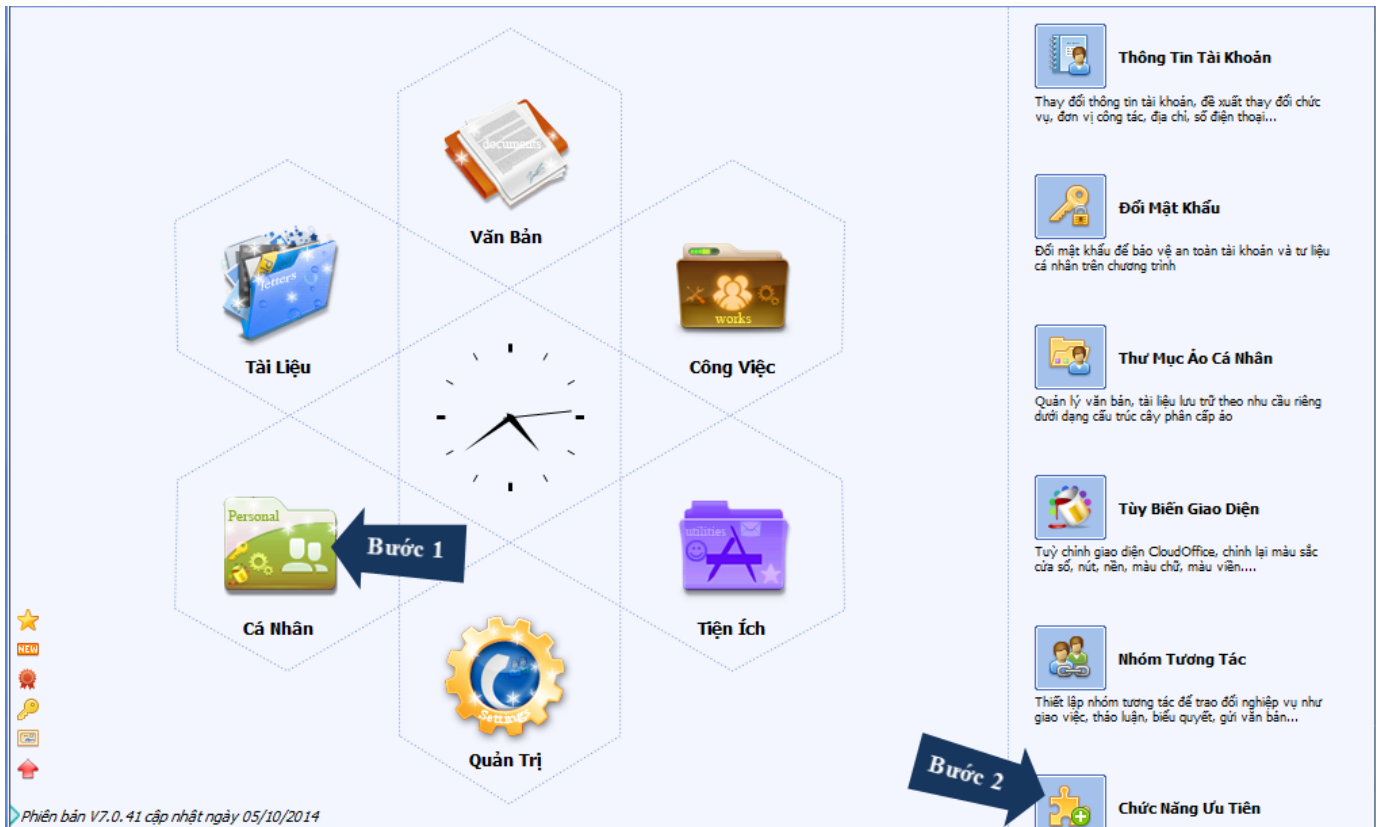 documents
Văn Bản
letters
Tài Liệu
works
Công Việc
Personal
Bước 1
Cá Nhân
utilities
Tiện Ích
NEW
Settings
Quản Trị
Phiên bản V7.0.41 cập nhật ngày 05/10/2014
Thông Tin Tài Khoản
Thay đổi thông tin tài khoản, đề xuất thay đổi chức
vụ, đơn vị công tác, địa chỉ, số điện thoại...
Đổi Mật Khẩu
Đổi mật khẩu để bảo vệ an toàn tài khoản và tư liệu
cá nhân trên chương trình
Thư Mục Ảo Cá Nhân
Quản lý văn bản, tài liệu lưu trữ theo nhu cầu riêng
dưới dạng cấu trúc cây phân cấp ảo
Tùy Biến Giao Diện
Tuỳ chỉnh giao diện CloudOffice, chỉnh lại màu sắc
cửa sổ, nút, nền, màu chữ, màu viền....
Nhóm Tương Tác
Thiết lập nhóm tương tác để trao đổi nghiệp vụ như
giao việc, thảo luận, biểu quyết, gửi văn bản...
Bước 2
Chức Năng Ưu Tiên